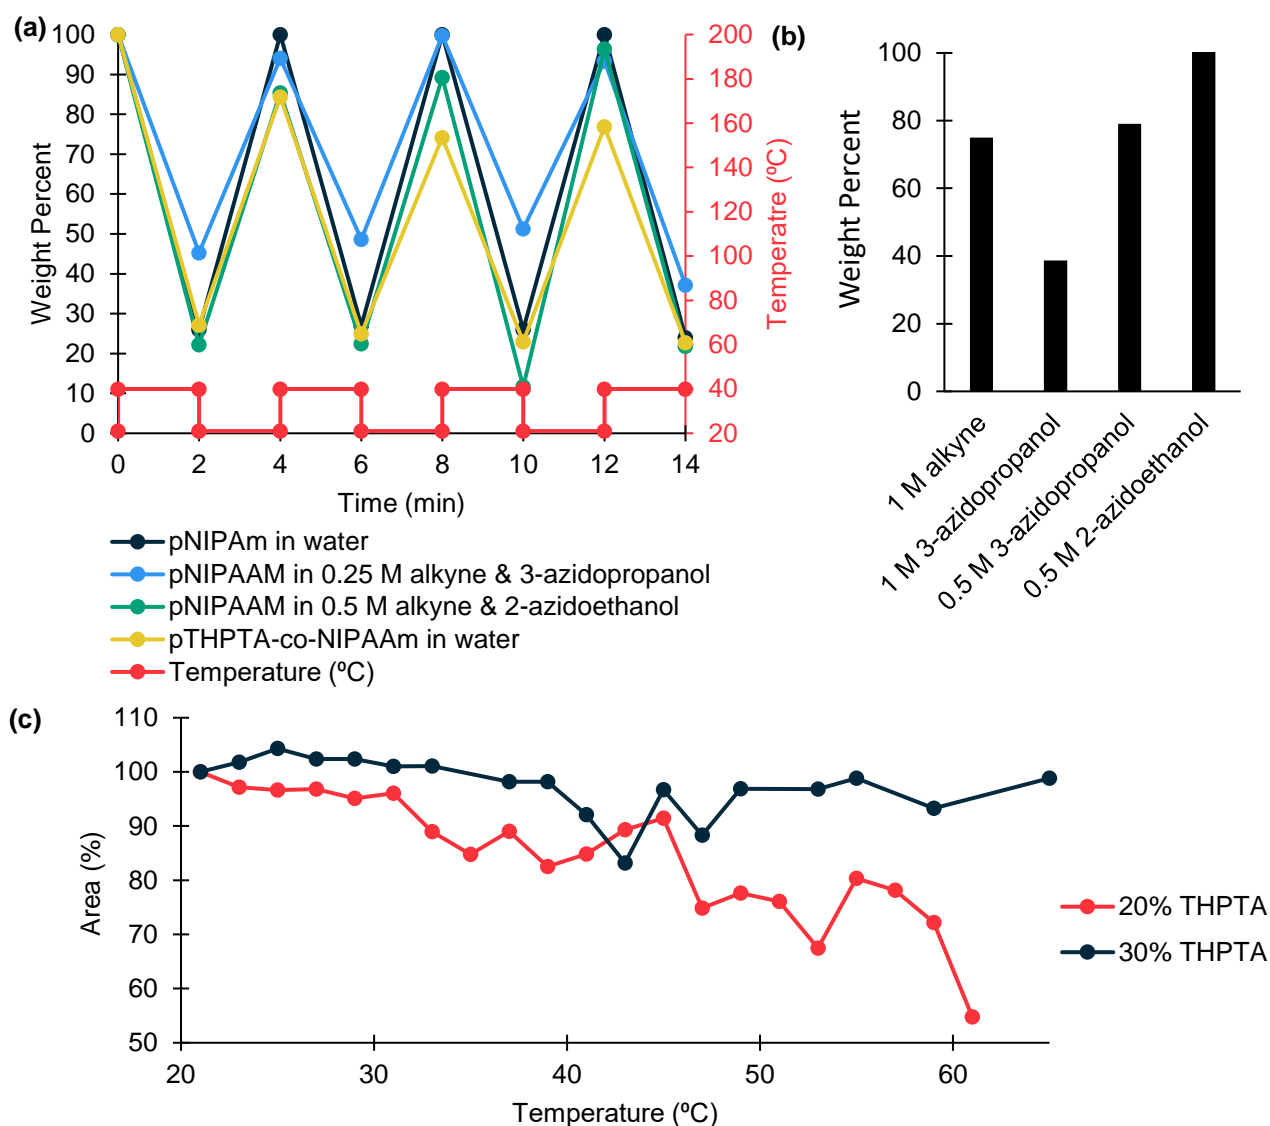 (a)
100
90
80
70
60
50
40
30
20
10
0
Weight Percent
200
180
160
140
120
100
80
60
40
20
Temperatre (ºC)
0 2 4 6 8 10 12 14
Time (min)
pNIPAm in water
pNIPAAM in 0.25 M alkyne & 3-azidopropanol
pNIPAAM in 0.5 M alkyne & 2-azidoethanol
pTHPTA-co-NIPAAm in water
Temperature (ºC)
(b)
100
80
60
40
20
0
Weight Percent
1 M alkyne
1 M 3-azidopropanol
0.5 M 3-azidopropanol
0.5 M 2-azidoethanol
(c)
110
100
90
80
70
60
50
Area (%)
20 30 40 50 60
Temperature (ºC)
20% THPTA
30% THPTA